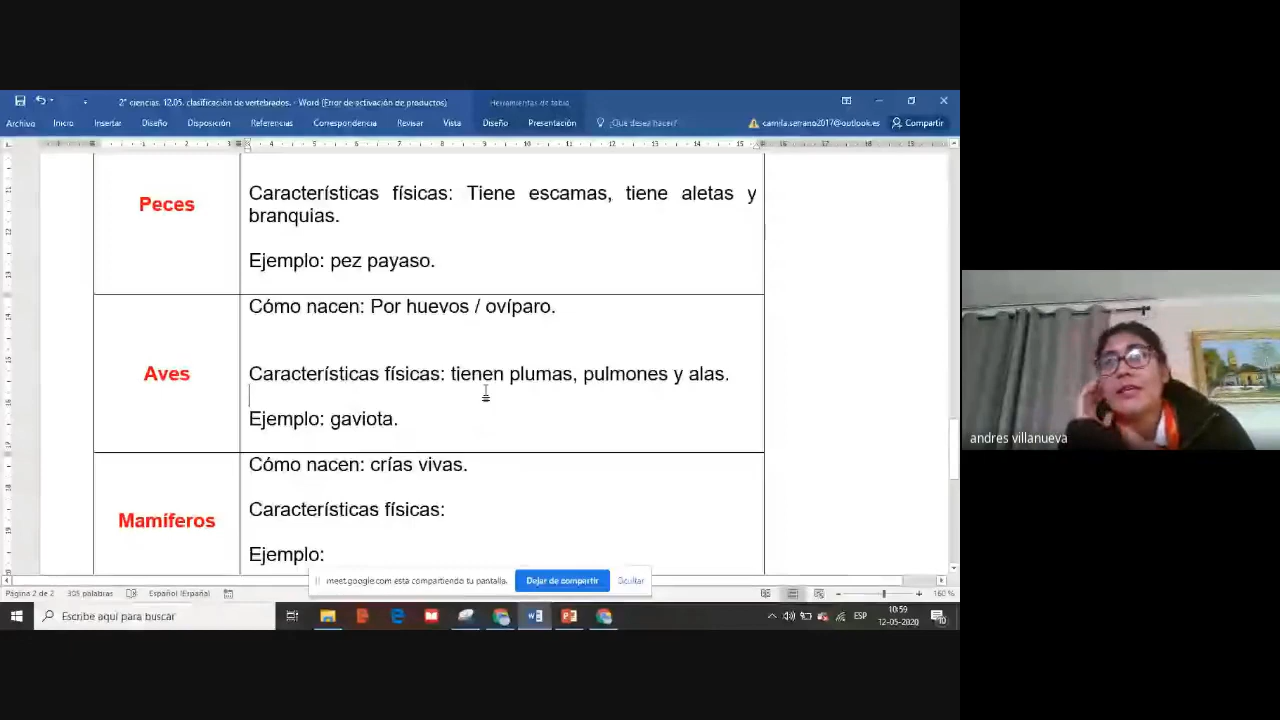 2° ciencias. 12.05. clasificación de vertebrados. - Word (Error de activación de productos)
Herramientas de tabla
Archivo Inicio Insertar Diseño Disposición Referencias Correspondencia Revisar Vista Diseño Presentación ¿Qué desea hacer? camila.serrano2017@outlook.es Compartir
Peces
Características físicas: Tiene escamas, tiene aletas y
branquias.
Ejemplo: pez payaso.
Aves
Cómo nacen: Por huevos / ovíparo.
Características físicas: tienen plumas, pulmones y alas.
Ejemplo: gaviota.
Mamíferos
Cómo nacen: crías vivas.
Características físicas:
Ejemplo:
meet.google.com está compartiendo tu pantalla. Dejar de compartir Ocultar
Página 2 de 2 305 palabras Español (España) 160 %
Escribe aquí para buscar
ESP
10:59
12-05-2020
andres villanueva